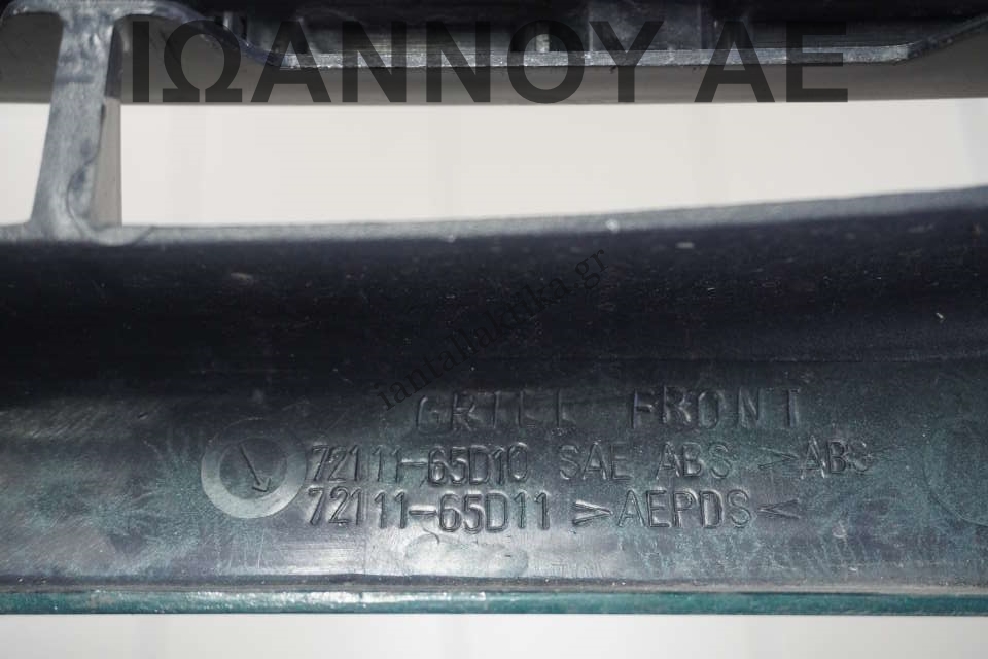 ΙΩΑΝΝΟΥ ΑΕ
iantallaktika.gr
GRILL FRONT
72111-65D10 SAE ABS >ABS<
72111-65D11 >AEPDS<